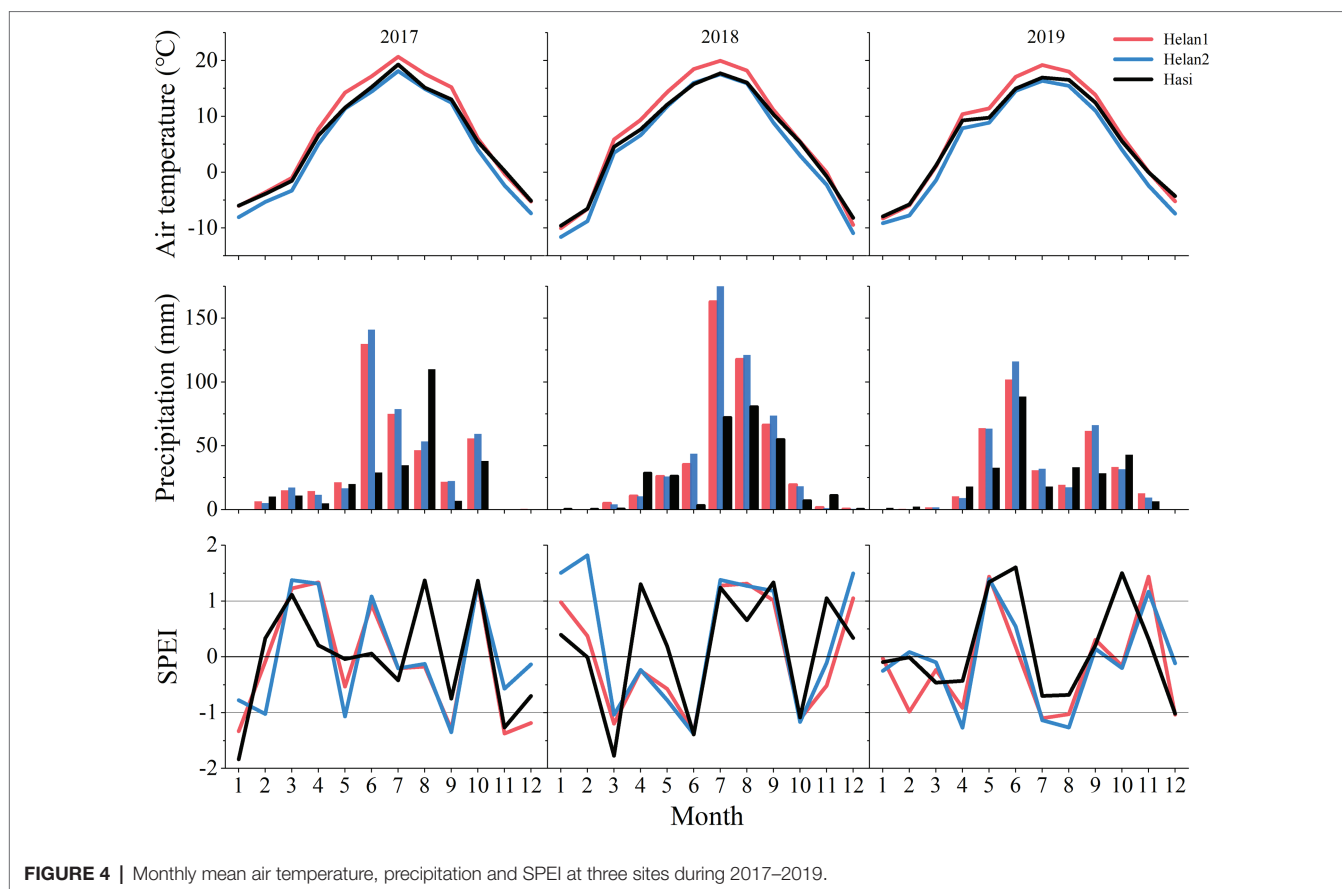 2017
2018
2019
Helan1
Helan2
Hasi
Air temperature (°C)
20
10
0
-10
Precipitation (mm)
150
100
50
0
SPEI
2
1
0
-1
-2
1 2 3 4 5 6 7 8 9 10 11 12
1 2 3 4 5 6 7 8 9 10 11 12
1 2 3 4 5 6 7 8 9 10 11 12
Month
FIGURE 4 | Monthly mean air temperature, precipitation and SPEI at three sites during 2017–2019.